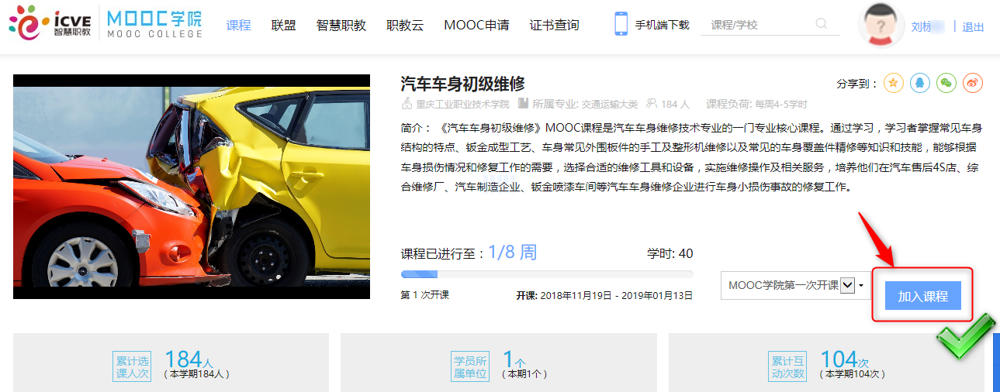 icve 智慧职教 MOOC学院 MOOC COLLEGE 课程 联盟 智慧职教 职教云 MOOC申请 证书查询 手机端下载 课程/学校 刘杨 | 退出
汽车车身初级维修 分享到：
重庆工业职业技术学院 所属专业: 交通运输大类 184 人 课程负荷: 每周4-5学时
简介：《汽车车身初级维修》MOOC课程是汽车车身维修技术专业的一门专业核心课程。通过学习，学习者掌握常见车身
结构的特点、钣金成型工艺、车身常见外围板件的手工及整形机维修以及常见的车身覆盖件精修等知识和技能，能够根据
车身损伤情况和修复工作的需要，选择合适的维修工具和设备，实施维修操作及相关服务，培养他们在汽车售后4S店、综
合维修厂、汽车制造企业、钣金喷漆车间等汽车车身维修企业进行车身小损伤事故的修复工作。
课程已进行至：1/8 周 学时: 40
第 1 次开课 开课: 2018年11月19日 - 2019年01月13日
MOOC学院第一次开课 加入课程
累计选课人次 184人 （本学期184人）
学员所属单位 1个 （本期1个）
累计互动次数 104次 （本学期104次）